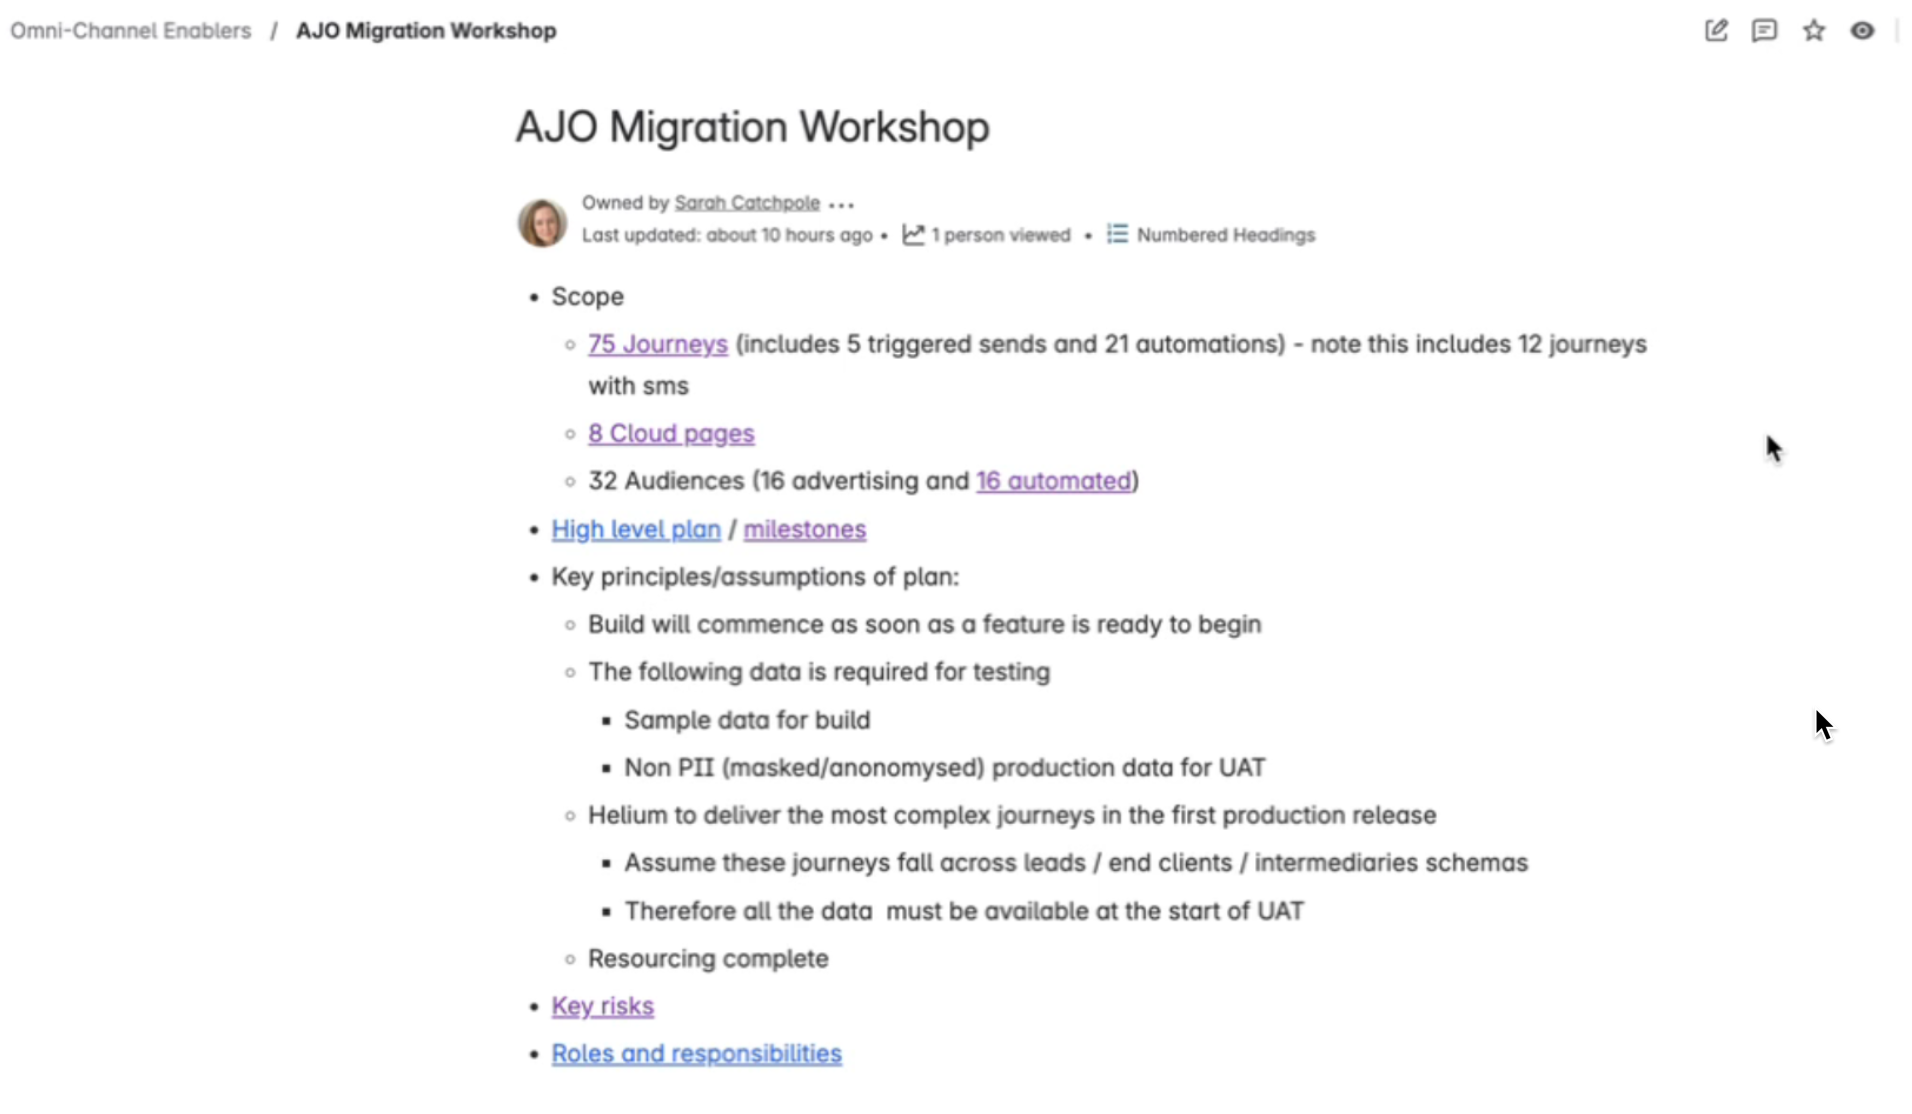 Omni-Channel Enablers / AJO Migration Workshop
AJO Migration Workshop
Owned by Sarah Catchpole •••
Last updated: about 10 hours ago • 1 person viewed • Numbered Headings
• Scope
◦ 75 Journeys (includes 5 triggered sends and 21 automations) - note this includes 12 journeys
with sms
◦ 8 Cloud pages
◦ 32 Audiences (16 advertising and 16 automated)
• High level plan / milestones
• Key principles/assumptions of plan:
◦ Build will commence as soon as a feature is ready to begin
◦ The following data is required for testing
▪ Sample data for build
▪ Non PII (masked/anonomysed) production data for UAT
◦ Helium to deliver the most complex journeys in the first production release
▪ Assume these journeys fall across leads / end clients / intermediaries schemas
▪ Therefore all the data  must be available at the start of UAT
◦ Resourcing complete
• Key risks
• Roles and responsibilities